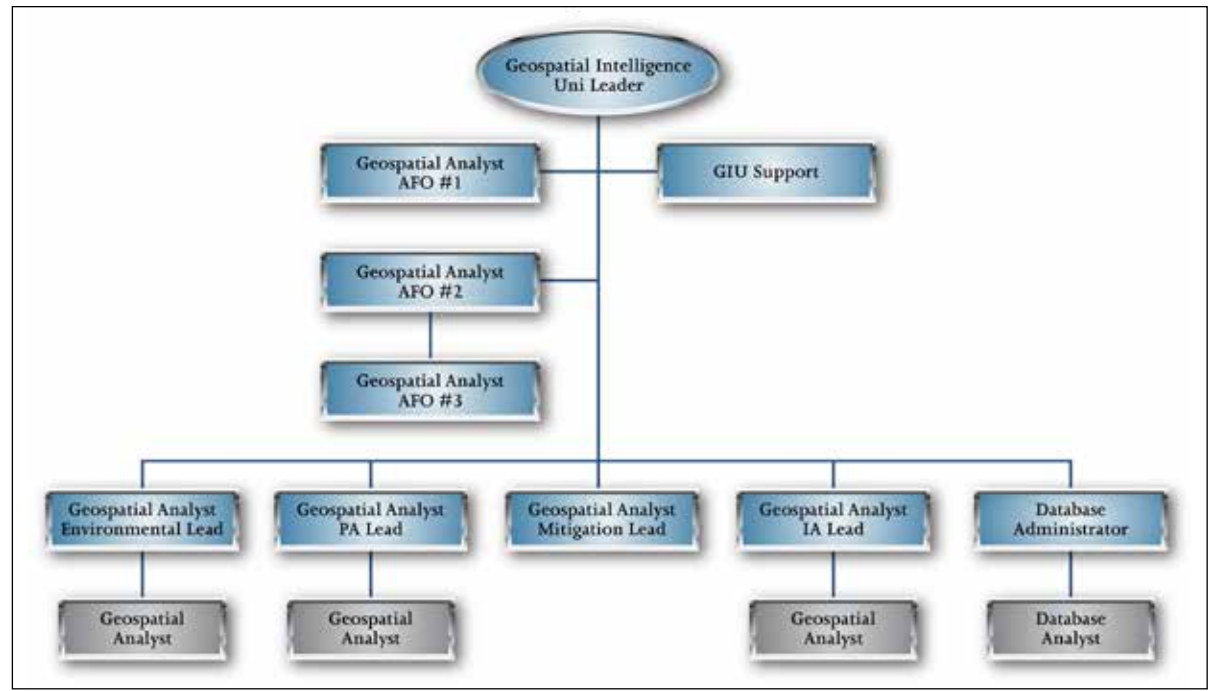 Geospatial Intelligence
Uni Leader
Geospatial Analyst
AFO #1
GIU Support
Geospatial Analyst
AFO #2
Geospatial Analyst
AFO #3
Geospatial Analyst
Environmental Lead
Geospatial Analyst
PA Lead
Geospatial Analyst
Mitigation Lead
Geospatial Analyst
IA Lead
Database
Administrator
Geospatial
Analyst
Geospatial
Analyst
Geospatial
Analyst
Database
Analyst